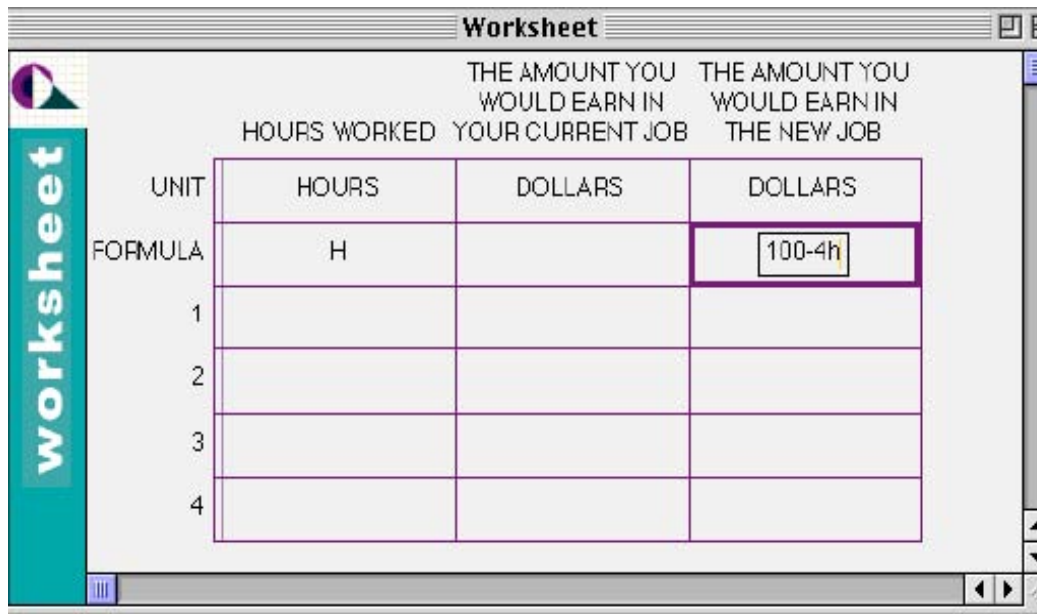 Worksheet
worksheet
HOURS WORKED
THE AMOUNT YOU
WOULD EARN IN
YOUR CURRENT JOB
THE AMOUNT YOU
WOULD EARN IN
THE NEW JOB
UNIT HOURS DOLLARS DOLLARS
FORMULA H 100-4h
1
2
3
4